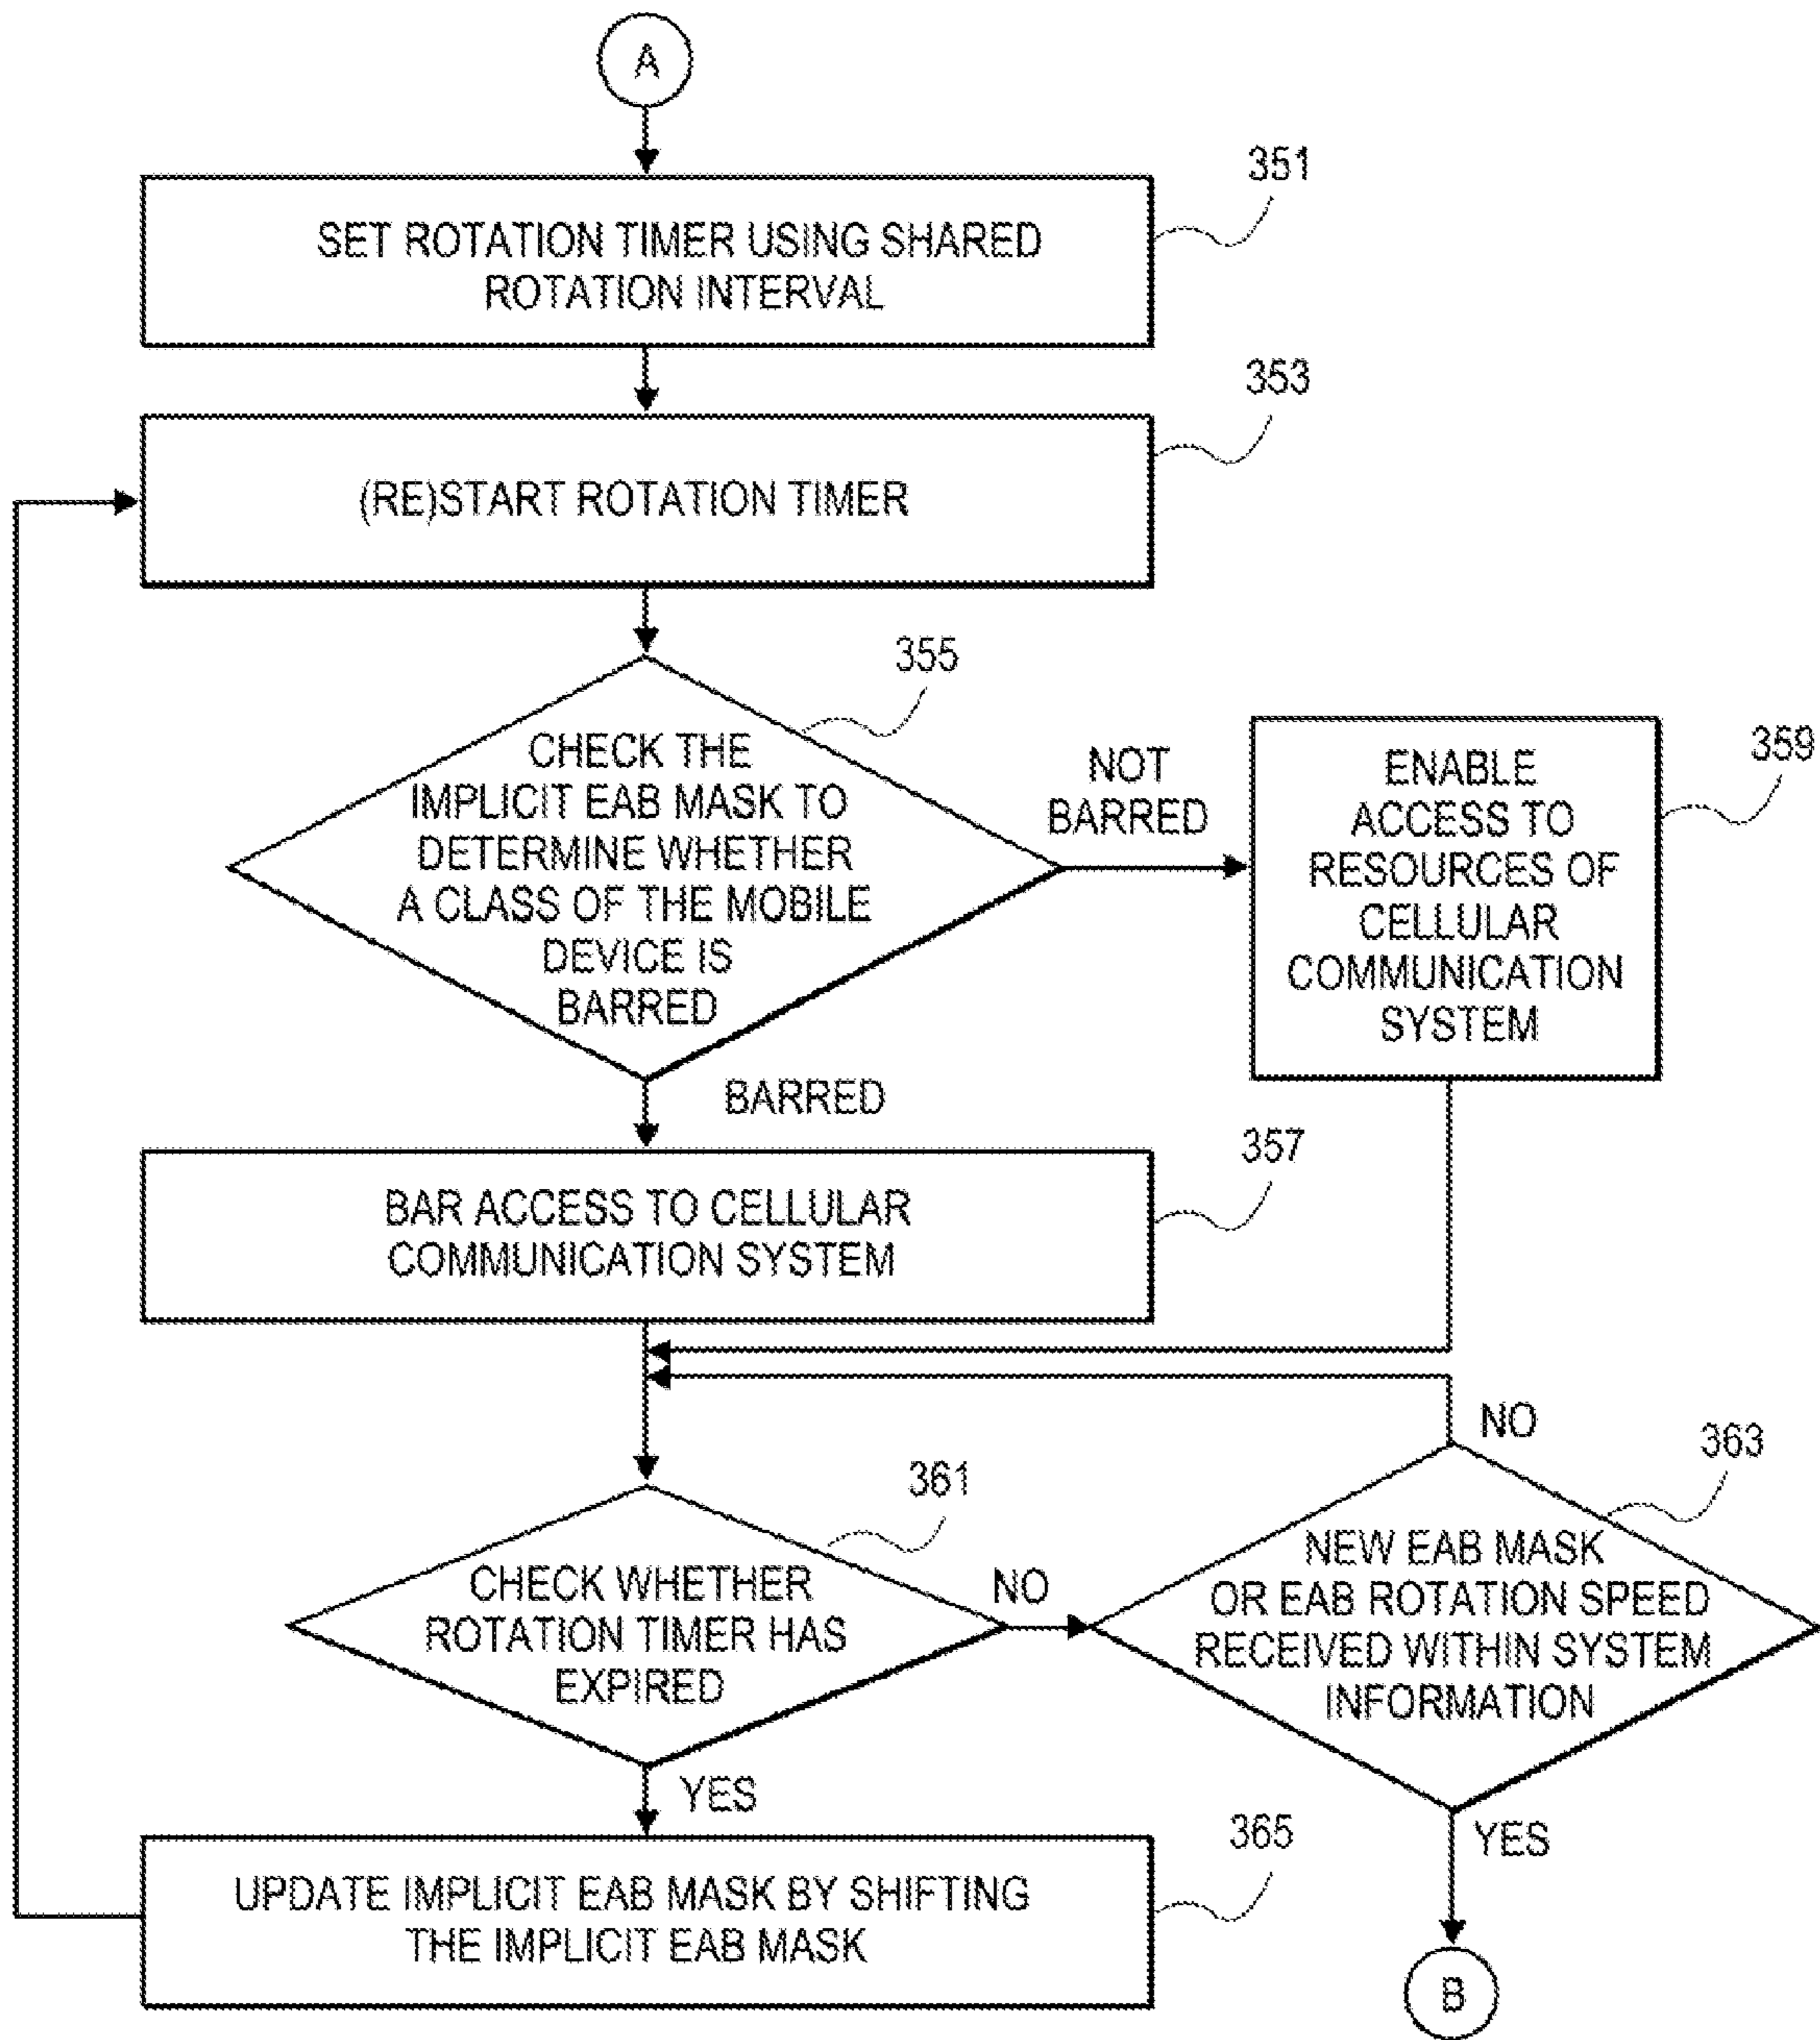 A
351
SET ROTATION TIMER USING SHARED
ROTATION INTERVAL
353
(RE)START ROTATION TIMER
355
CHECK THE
IMPLICIT EAB MASK TO
DETERMINE WHETHER
A CLASS OF THE MOBILE
DEVICE IS
BARRED
NOT
BARRED
359
ENABLE
ACCESS TO
RESOURCES OF
CELLULAR
COMMUNICATION
SYSTEM
BARRED
357
BAR ACCESS TO CELLULAR
COMMUNICATION SYSTEM
NO
363
361
CHECK WHETHER
ROTATION TIMER HAS
EXPIRED
NO
NEW EAB MASK
OR EAB ROTATION SPEED
RECEIVED WITHIN SYSTEM
INFORMATION
YES
YES
365
UPDATE IMPLICIT EAB MASK BY SHIFTING
THE IMPLICIT EAB MASK
B